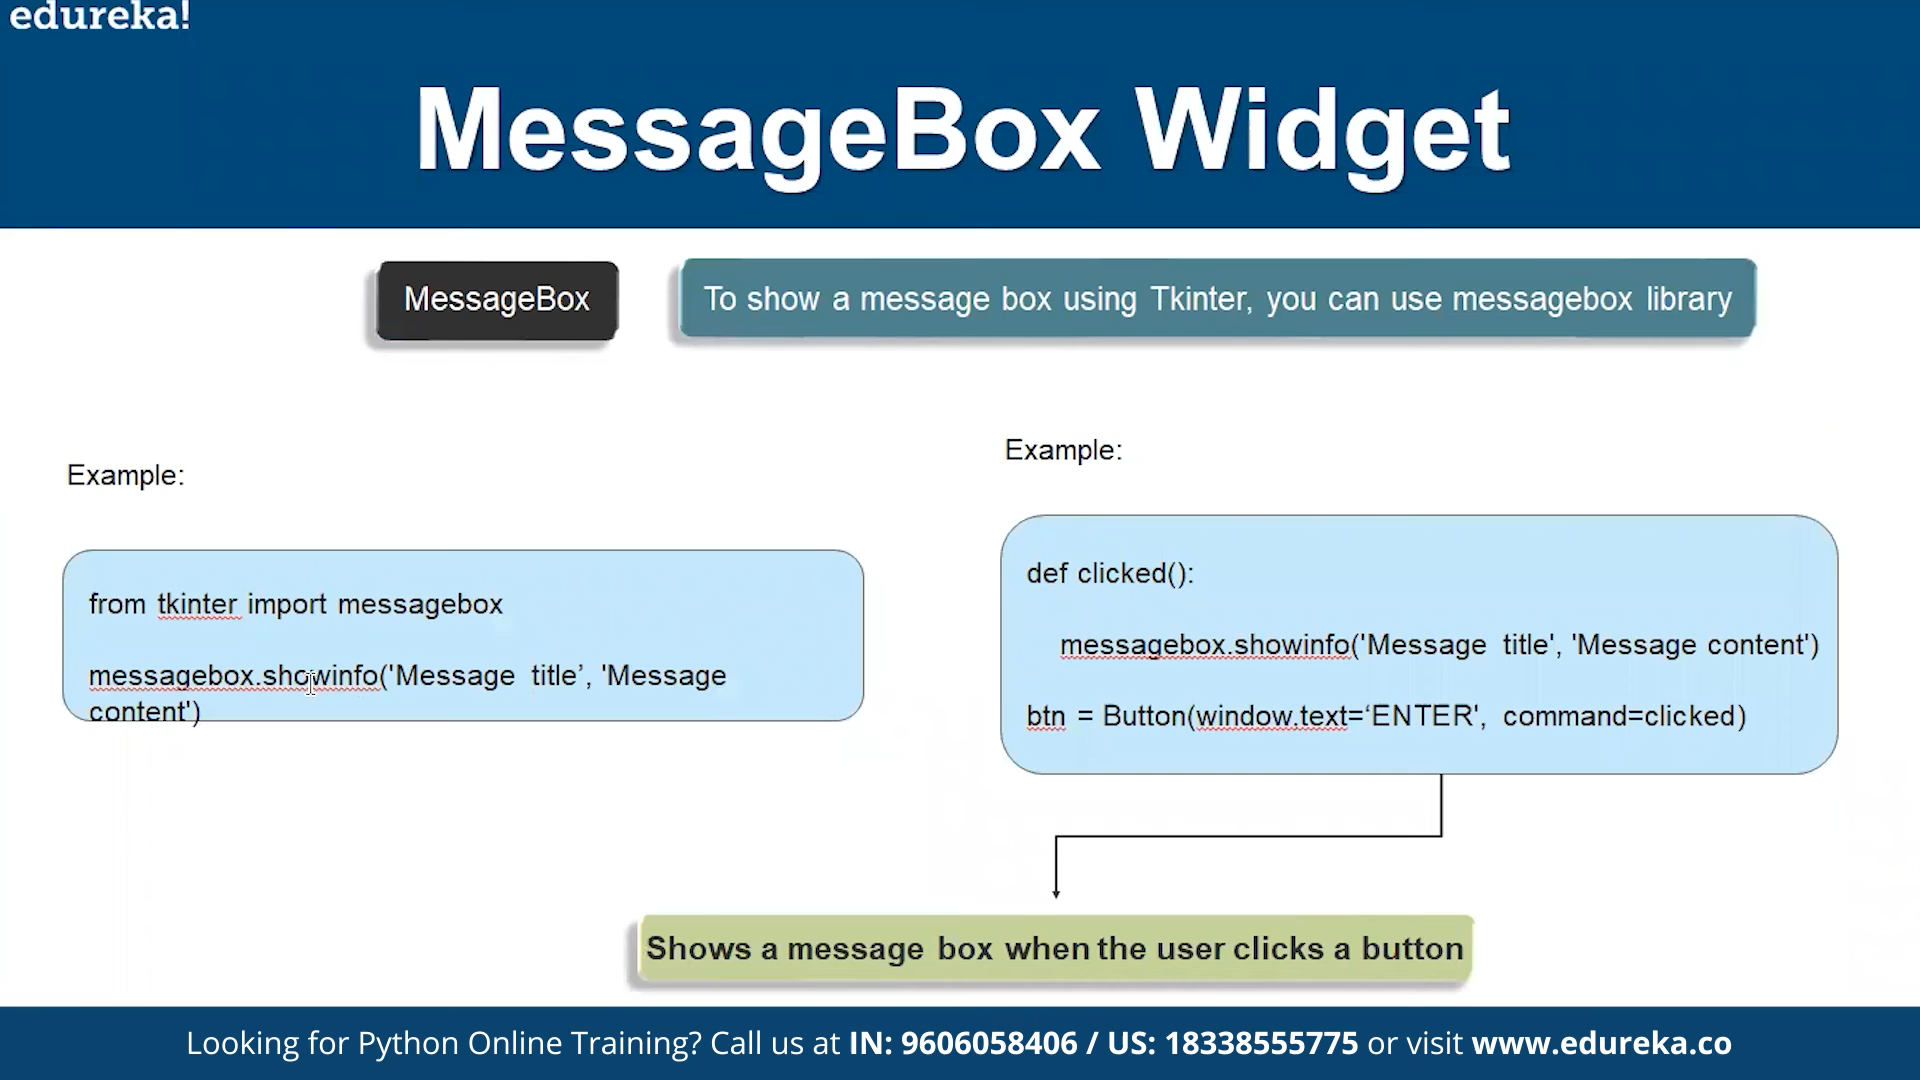 edureka!
MessageBox Widget
MessageBox
To show a message box using Tkinter, you can use messagebox library
Example:
from tkinter import messagebox
messagebox.showinfo('Message title’, 'Message
content')
Example:
def clicked():
messagebox.showinfo('Message title', 'Message content')
btn = Button(window.text=‘ENTER', command=clicked)
Shows a message box when the user clicks a button
Looking for Python Online Training? Call us at IN: 9606058406 / US: 18338555775 or visit www.edureka.co